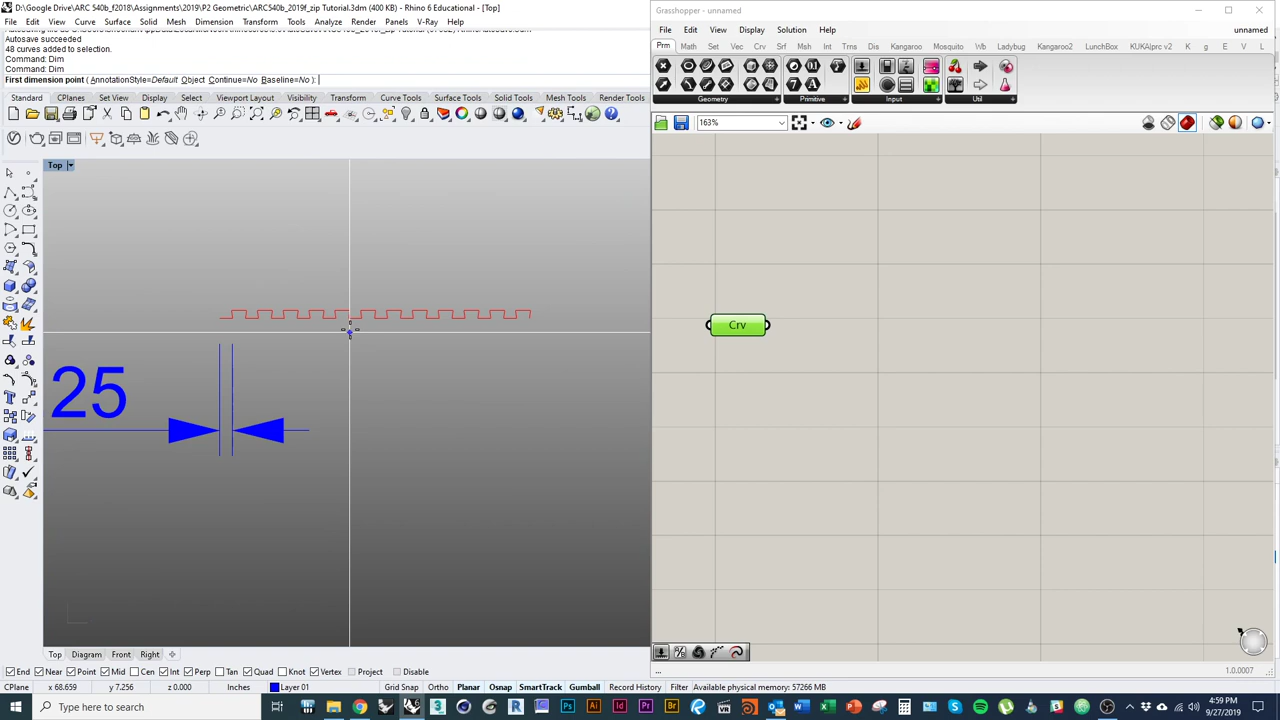 D:\Google Drive\ARC S40b_f2018\Assignments\2019\P2 Geometric\ARCS40b_2019f_zip Tutorial.3dm (400 KB) - Rhino 6 Educational - [Top]
Grasshopper - unnamed
File Edit View Curve Surface Solid Mesh Dimension Transform Tools Analyze Render Panels V-Ray Help
File Edit View Display Solution Help
unnamed
Autosave succeeded
48 curves added to selection.
Command: Dim
Command: Dim
First dimension point ( AnnotationStyle=Default Object Continue=No Baseline=No ):
Prm Math Set Vec Crv Srf Msh Int Trns Dis Kangaroo Mosquito Wb Ladybug Kangaroo2 LunchBox KUKA|prc v2 K g E V L
Geometry Primitive Input Util
Standard CPlanes Set View Display Select Viewport Layout Visibility Transform Curve Tools Surface Tools Solid Tools Mesh Tools Render Tools
163%
Top
25
Crv
Top Perspective Front Right
End Near Point Mid Cen Int Perp Tan Quad Knot Vertex Project Disable
...
1.0.0007
CPlane x 68.659 y 7.256 z 0.000 Inches Layer 01 Grid Snap Ortho Planar Osnap SmartTrack Gumball Record History Filter Available physical memory: 57266 MB
Type here to search
4:59 PM
9/27/2019